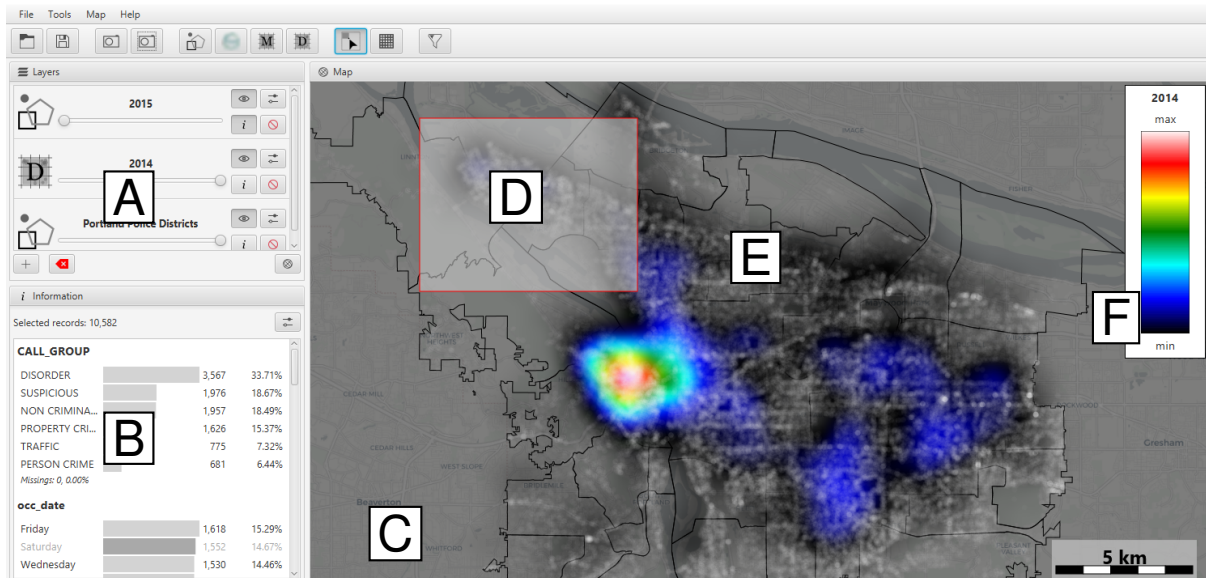 File Tools Map Help
M D
Layers
Map
2015
i
D
2014
i
A
Portland Police Districts
i
i Information
Selected records: 10,582
CALL_GROUP
DISORDER 3,567 33.71%
SUSPICIOUS 1,976 18.67%
NON CRIMINA... 1,957 18.49%
PROPERTY CRI... 1,626 15.37%
TRAFFIC 775 7.32%
PERSON CRIME 681 6.44%
Missings: 0, 0.00%
B
occ_date
Friday 1,618 15.29%
Saturday 1,552 14.67%
Wednesday 1,530 14.46%
2014
max
min
D
E
F
C
CEDAR MILL
CEDAR HILLS
WEST SLOPE
Beaverton
Gresham
5 km